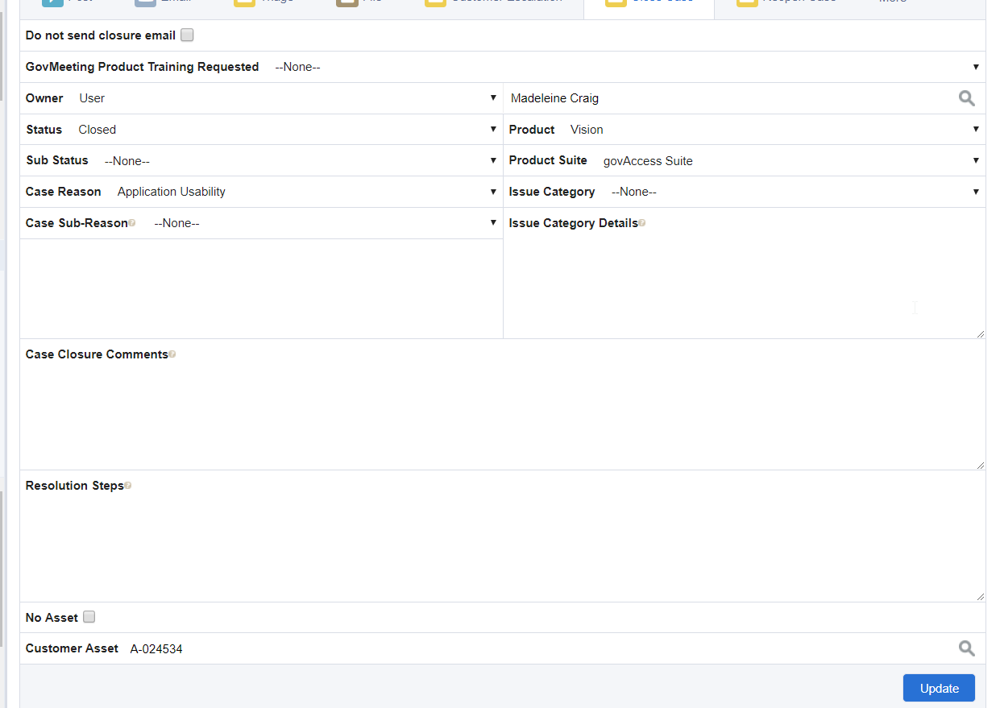 Post Email Triage File Customer Escalation Close Case Reopen Case More
Do not send closure email
GovMeeting Product Training Requested --None--
Owner User Madeleine Craig
Status Closed Product Vision
Sub Status --None-- Product Suite govAccess Suite
Case Reason Application Usability Issue Category --None--
Case Sub-Reason --None-- Issue Category Details
Case Closure Comments
Resolution Steps
No Asset
Customer Asset A-024534
Update